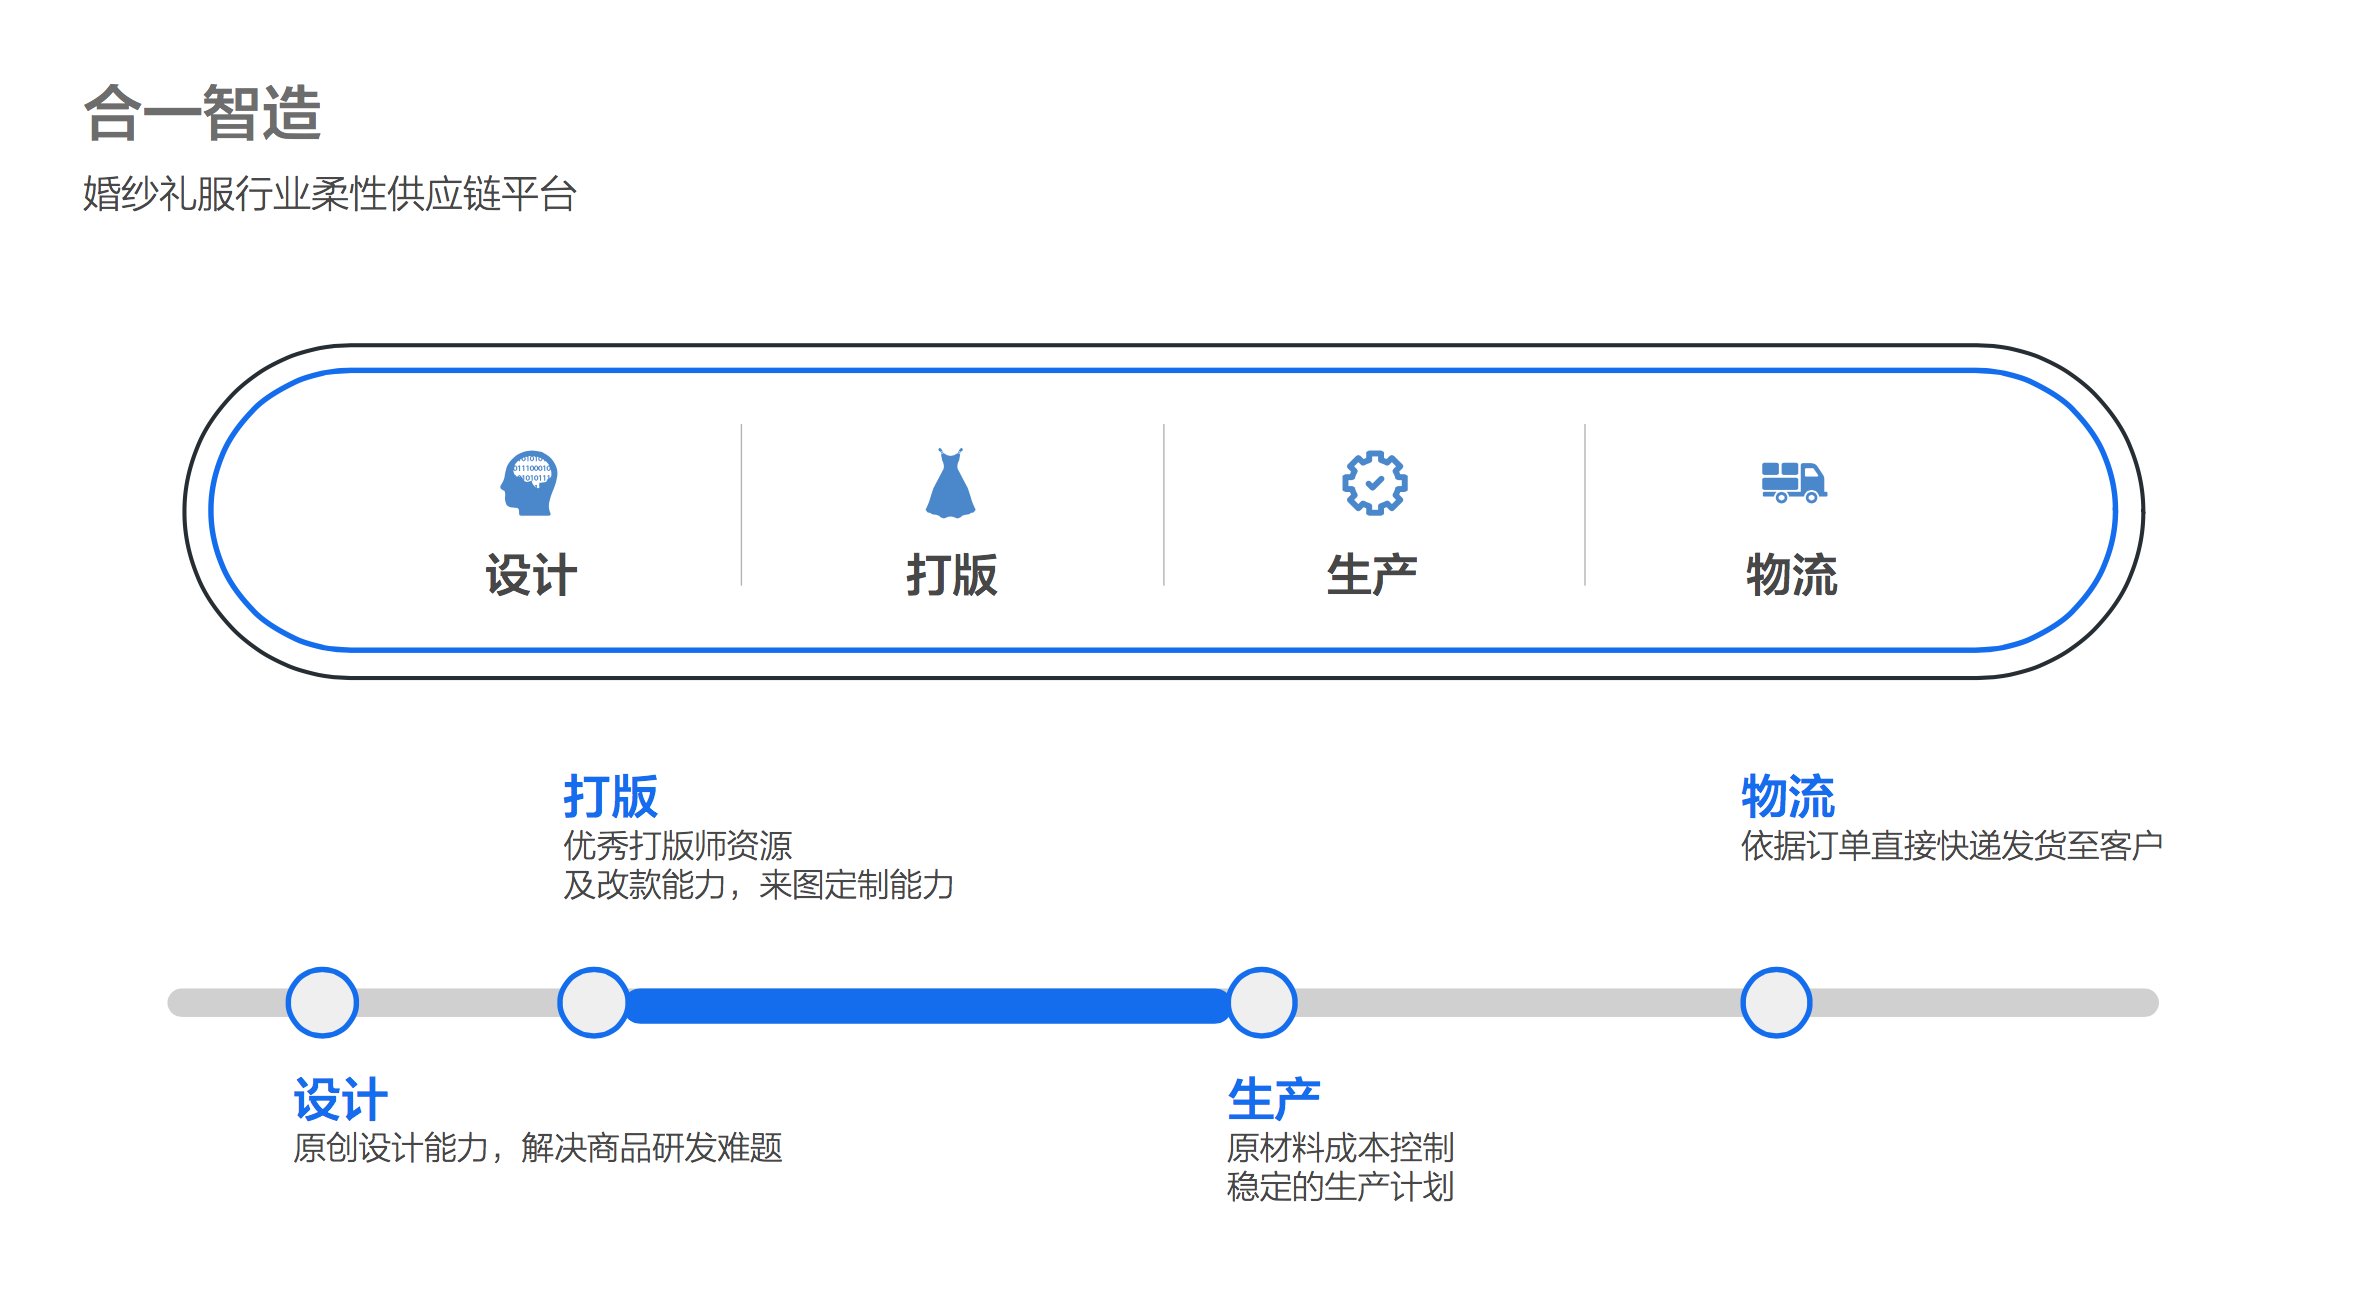 合一智造
婚纱礼服行业柔性供应链平台
设计
打版
生产
物流
打版
优秀打版师资源
及改款能力，来图定制能力
物流
依据订单直接快递发货至客户
设计
原创设计能力，解决商品研发难题
生产
原材料成本控制
稳定的生产计划